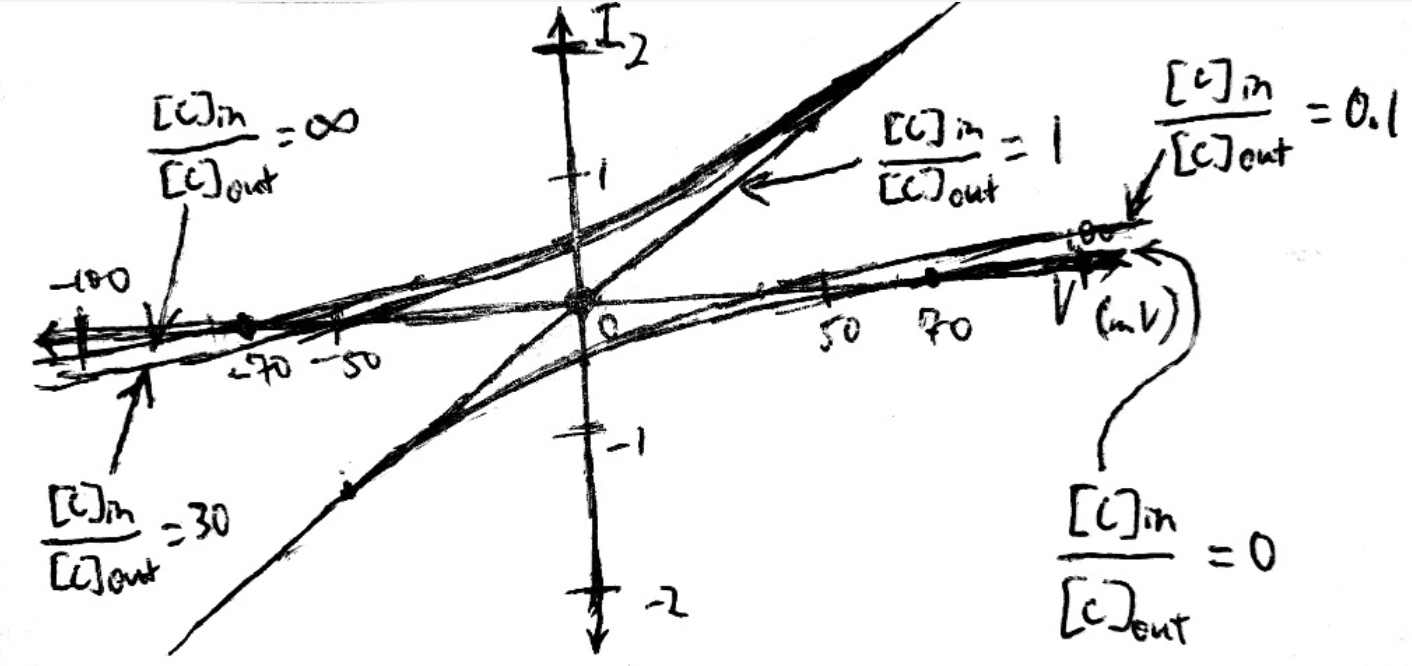 I
2
[C]in
[C]out
=∞
1
[C]in
[C]out
= 1
[C]in
[C]out
= 0.1
-100
-70
-50
0
50
70
100
V (mV)
-1
-2
[C]in
[C]out
=30
[C]in
[C]out
= 0